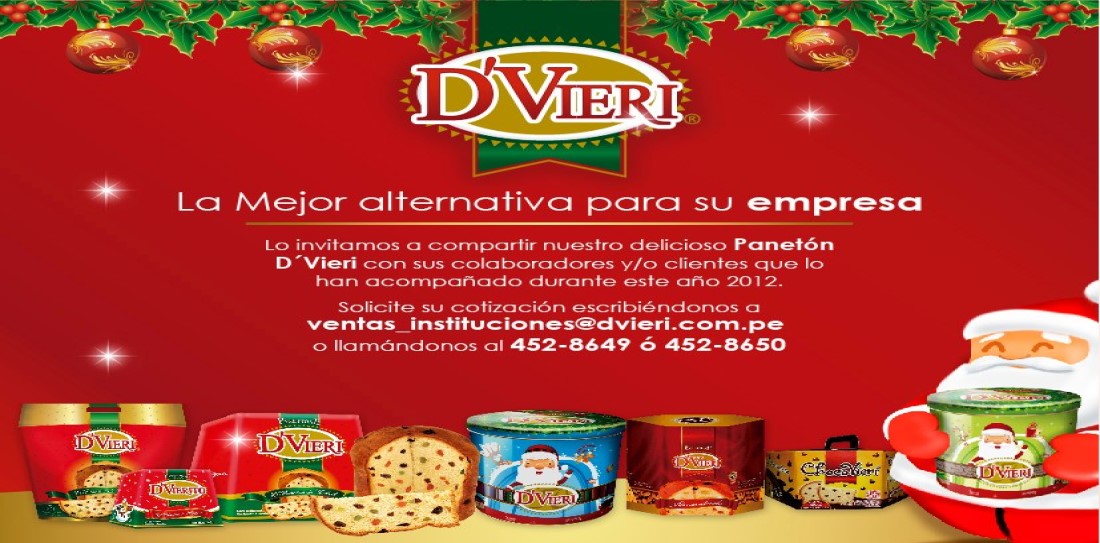 D'VIERI®
La Mejor alternativa para su empresa
Lo invitamos a compartir nuestro delicioso Panetón
D´Vieri con sus colaboradores y/o clientes que lo
han acompañado durante este año 2012.
Solicite su cotización escribiéndonos a
ventas_instituciones@dvieri.com.pe
o llamándonos al 452-8649 ó 452-8650
D'VIERI
D'VIERITO
D'VIERI
D'VIERI
D'VIERI
ChocoVieri
D'VIERI